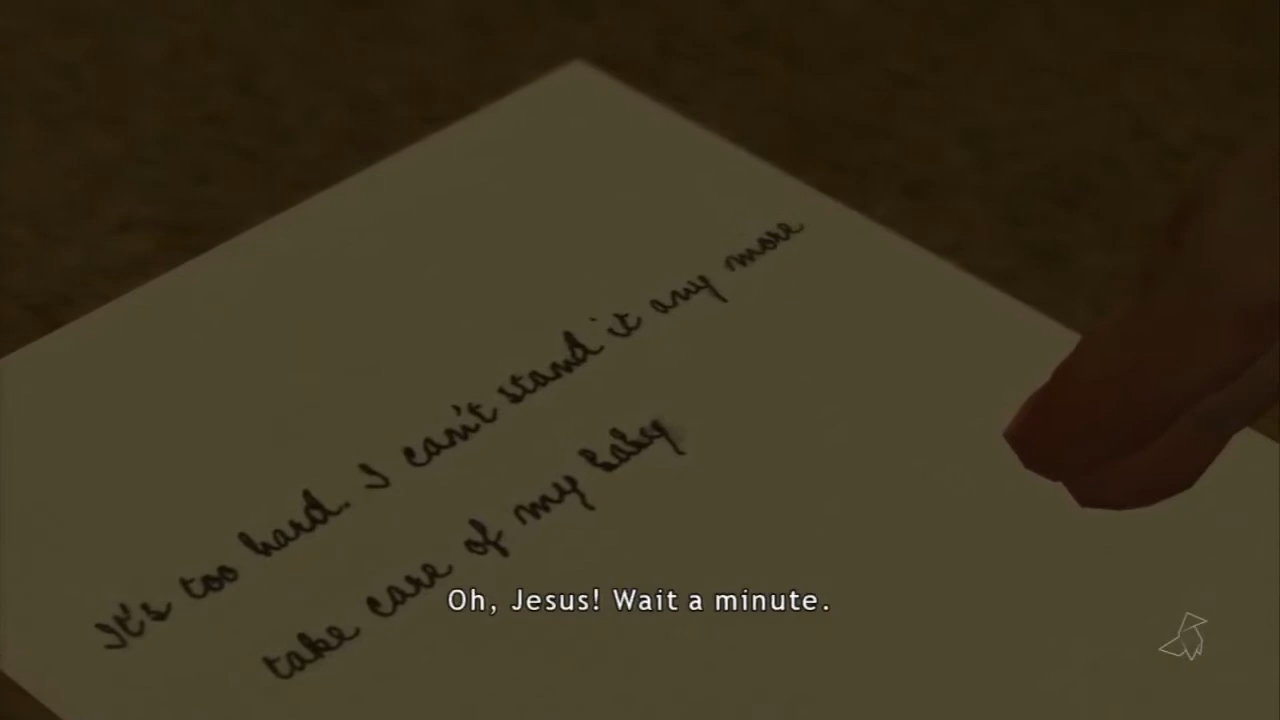 It's too hard. I can't stand it any more
take care of my baby
Oh, Jesus! Wait a minute.